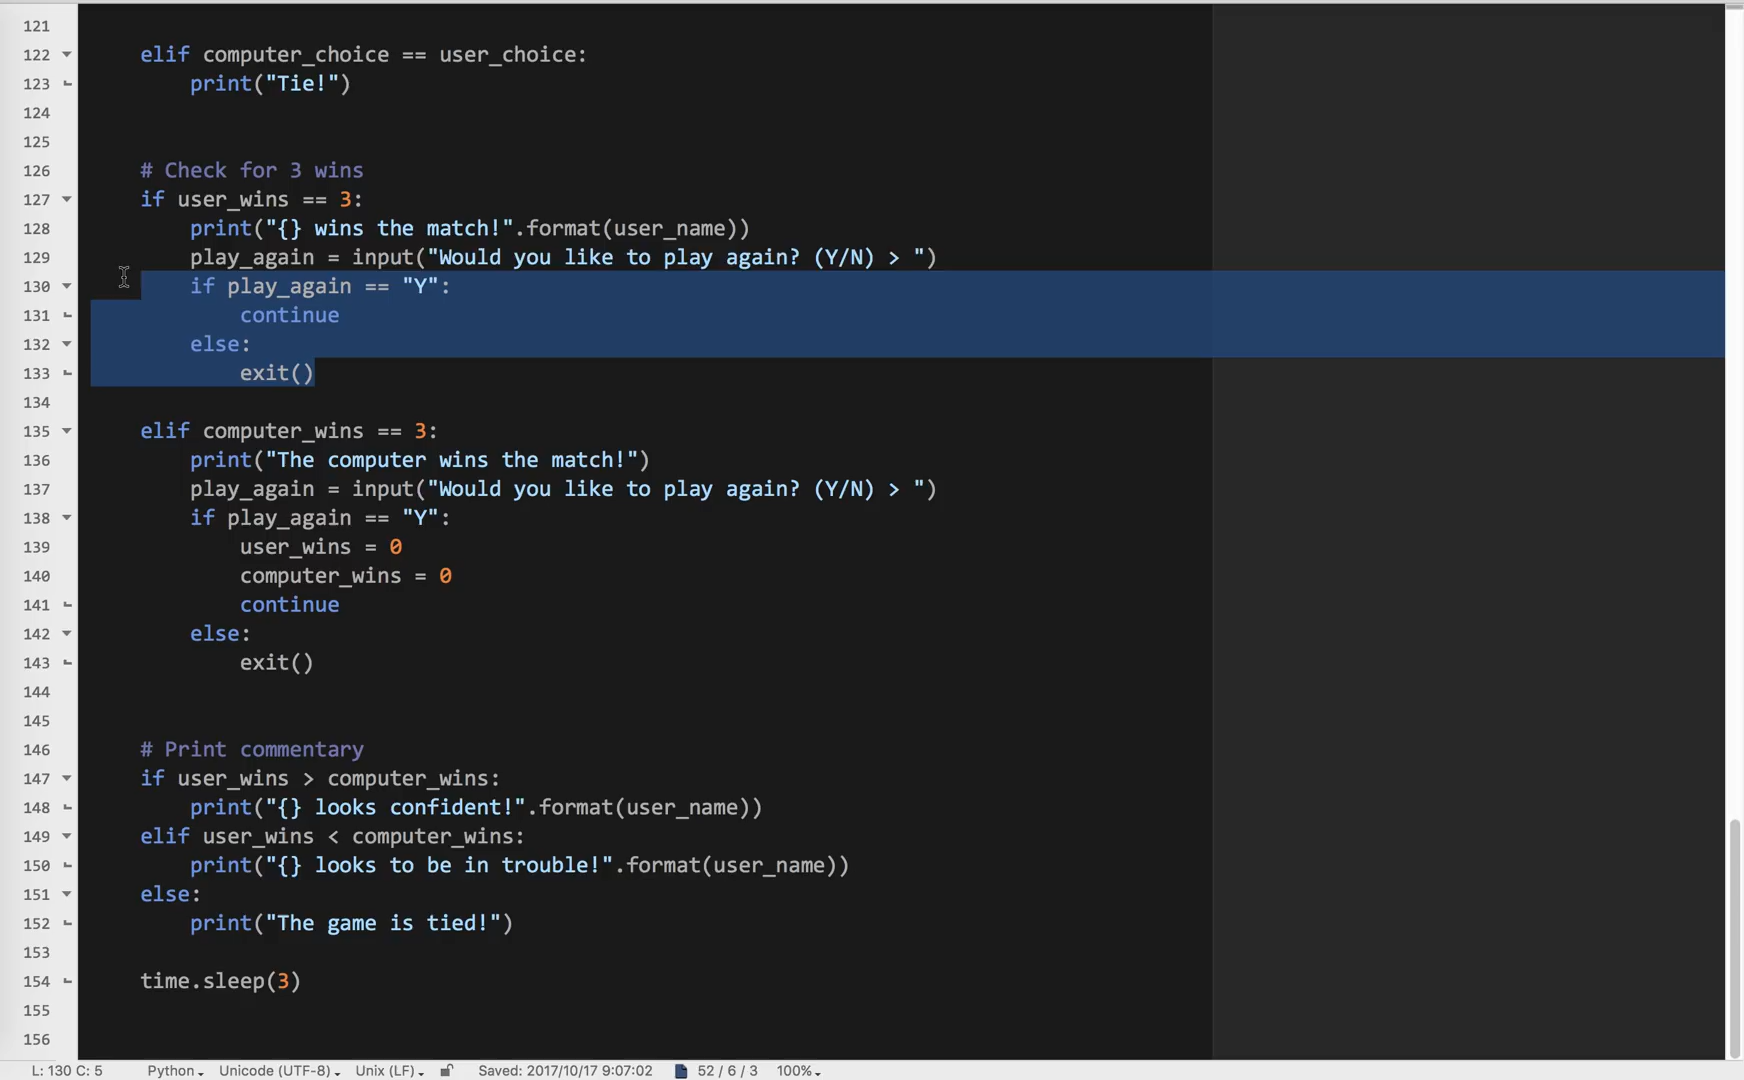 121
122 elif computer_choice == user_choice:
123 print("Tie!")
124
125
126 # Check for 3 wins
127 if user_wins == 3:
128 print("{} wins the match!".format(user_name))
129 play_again = input("Would you like to play again? (Y/N) > ")
130 if play_again == "Y":
131 continue
132 else:
133 exit()
134
135 elif computer_wins == 3:
136 print("The computer wins the match!")
137 play_again = input("Would you like to play again? (Y/N) > ")
138 if play_again == "Y":
139 user_wins = 0
140 computer_wins = 0
141 continue
142 else:
143 exit()
144
145
146 # Print commentary
147 if user_wins > computer_wins:
148 print("{} looks confident!".format(user_name))
149 elif user_wins < computer_wins:
150 print("{} looks to be in trouble!".format(user_name))
151 else:
152 print("The game is tied!")
153
154 time.sleep(3)
155
156
L: 130 C: 5 Python Unicode (UTF-8) Unix (LF) Saved: 2017/10/17 9:07:02 52 / 6 / 3 100%